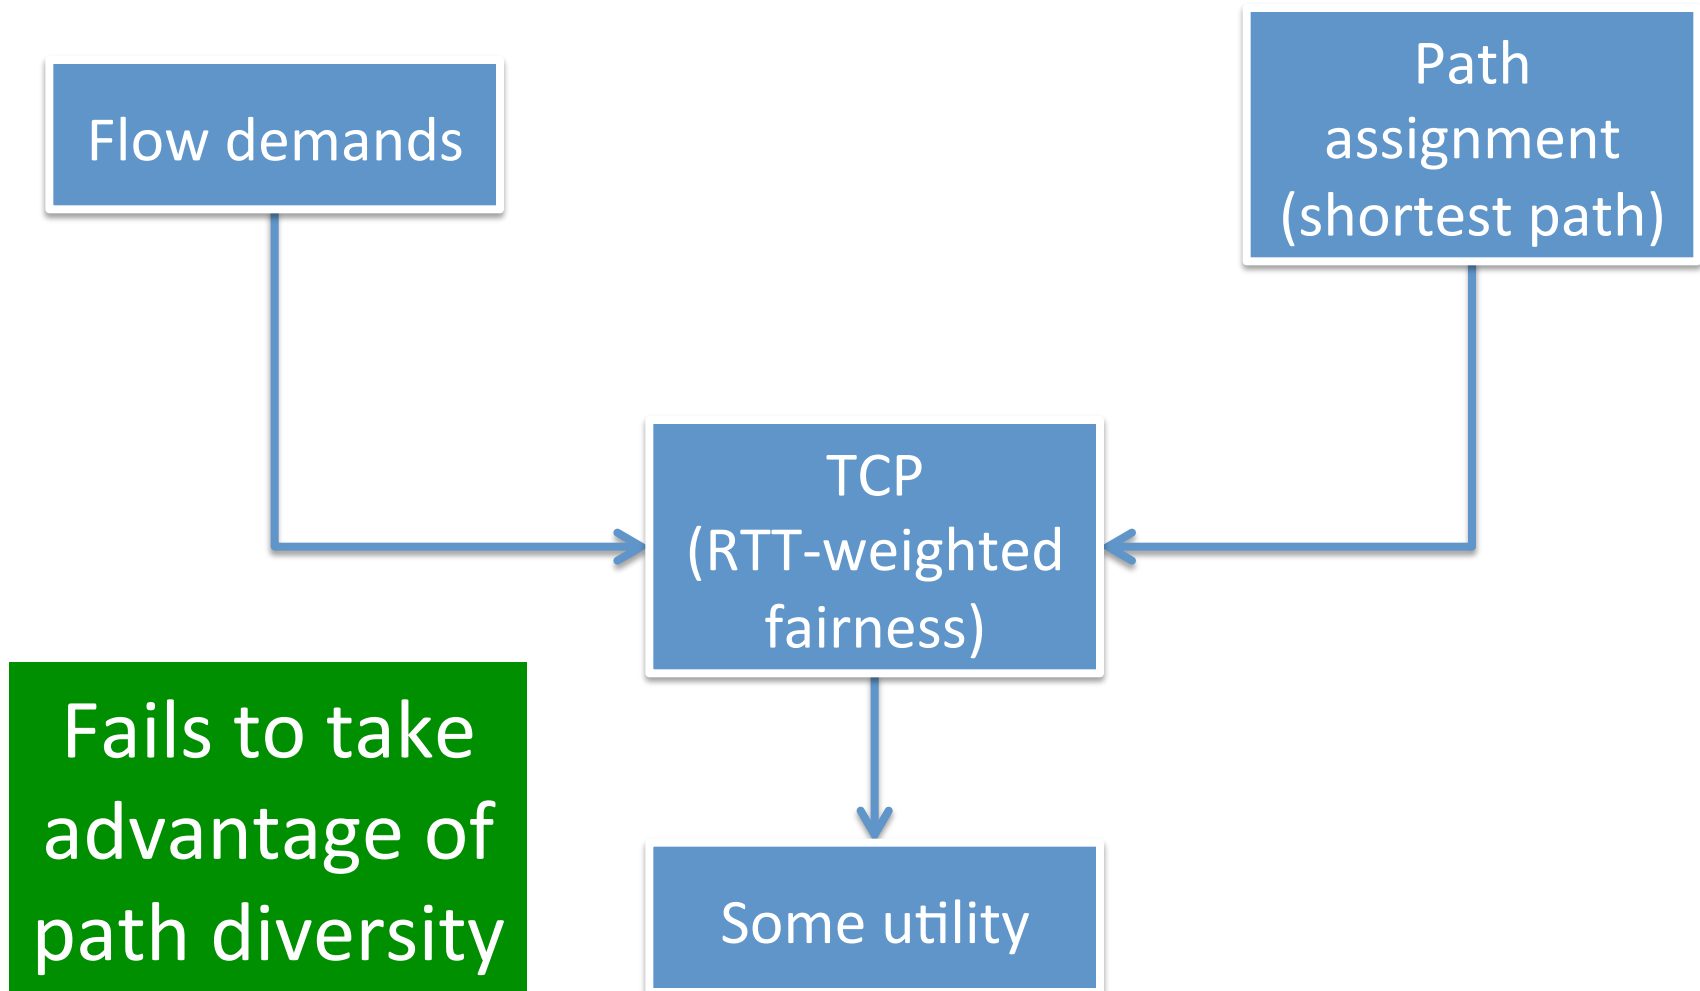 Flow demands
Path
assignment
(shortest path)
TCP
(RTT-weighted
fairness)
Fails to take
advantage of
path diversity
Some utility